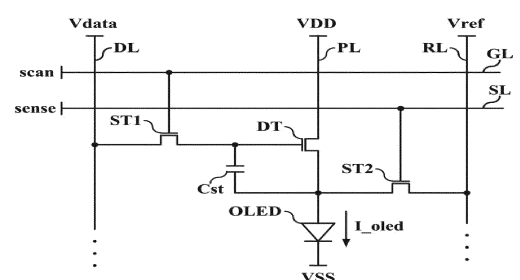 Vdata VDD Vref
DL PL RL GL
scan
SL
sense
ST1 DT
ST2
Cst
OLED I_oled
VSS